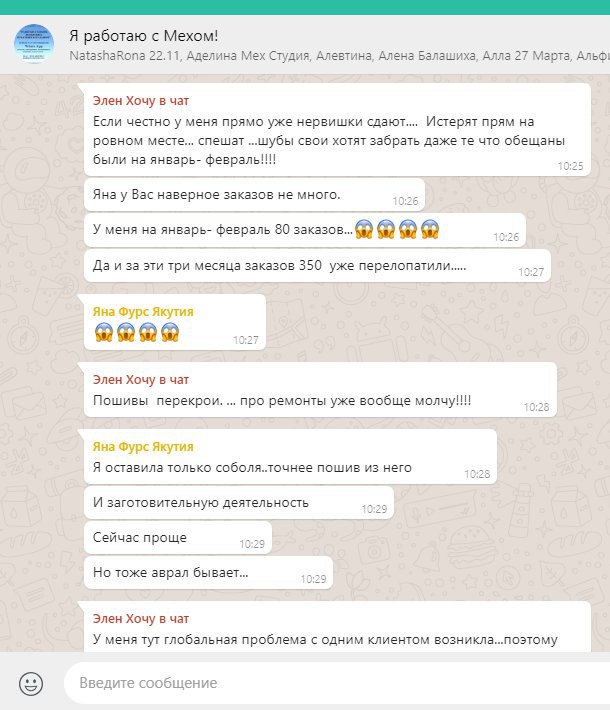 Я работаю с Мехом!
NatashaRona 22.11, Аделина Мех Студия, Алевтина, Алена Балашиха, Алла 27 Марта, Альфи
Элен Хочу в чат
Если честно у меня прямо уже нервишки сдают.... Истерят прям на
ровном месте... спешат ...шубы свои хотят забрать даже те что обещаны
были на январь- февраль!!!!
10:25
Яна у Вас наверное заказов не много.
10:26
У меня на январь- февраль 80 заказов...😱😱😱😱
10:26
Да и за эти три месяца заказов 350 уже перелопатили.....
10:27
Яна Фурс Якутия
😱😱😱😱
10:27
Элен Хочу в чат
Пошивы перекрои. ... про ремонты уже вообще молчу!!!!
10:28
Яна Фурс Якутия
Я оставила только соболя..точнее пошив из него
10:28
И заготовительную деятельность
10:29
Сейчас проще
10:29
Но тоже аврал бывает...
10:29
Элен Хочу в чат
У меня тут глобальная проблема с одним клиентом возникла...поэтому
Введите сообщение